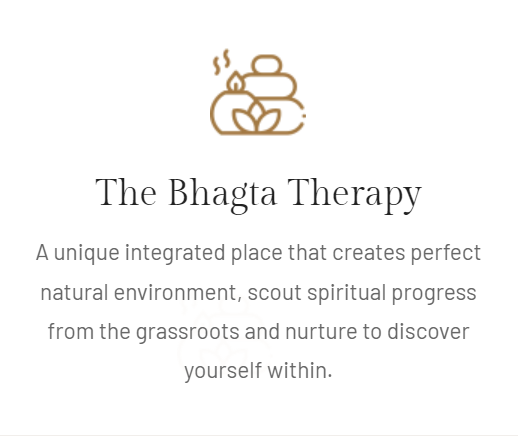 The Bhagta Therapy
A unique integrated place that creates perfect
natural environment, scout spiritual progress
from the grassroots and nurture to discover
yourself within.